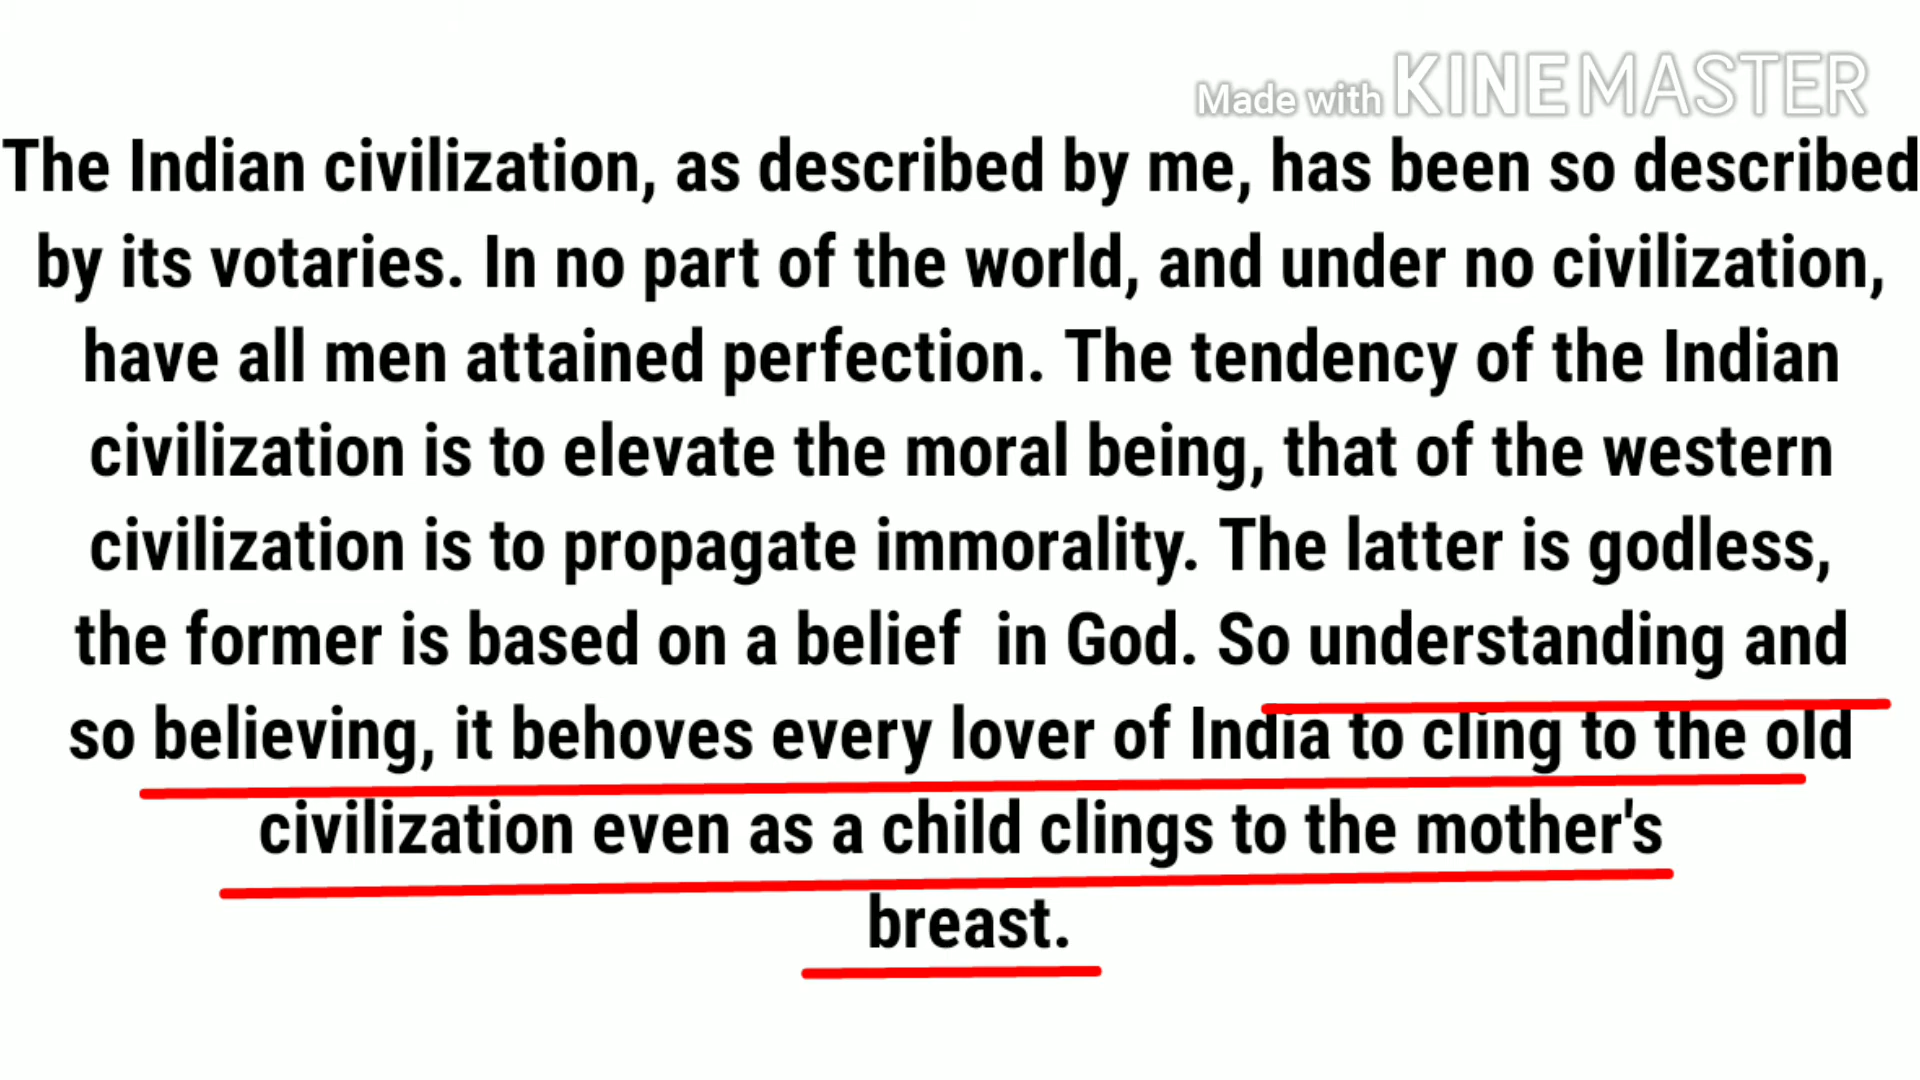 Made with KINEMASTER
The Indian civilization, as described by me, has been so described
by its votaries. In no part of the world, and under no civilization,
have all men attained perfection. The tendency of the Indian
civilization is to elevate the moral being, that of the western
civilization is to propagate immorality. The latter is godless,
the former is based on a belief  in God. So understanding and
so believing, it behoves every lover of India to cling to the old
civilization even as a child clings to the mother's
breast.